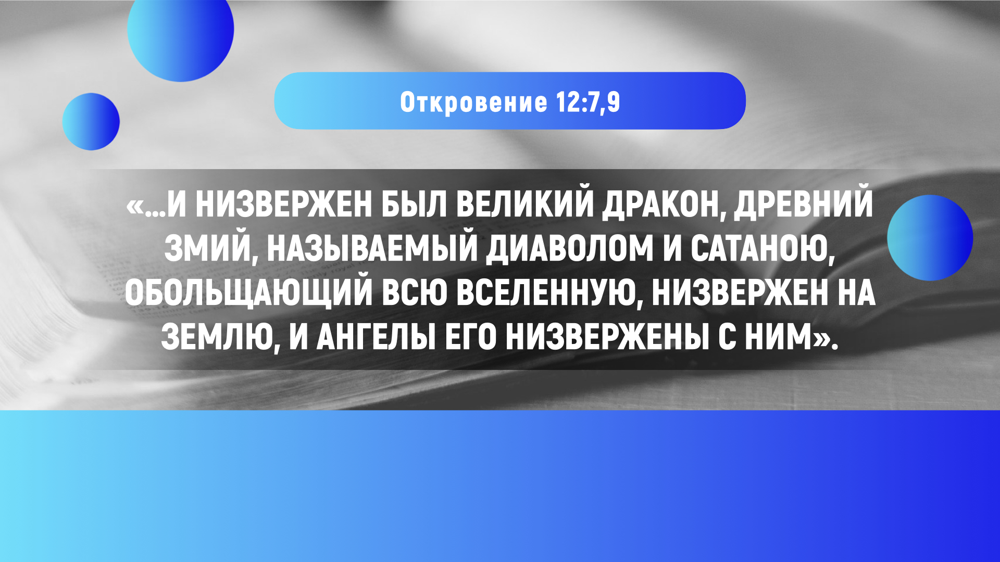 Откровение 12:7,9
«...И НИЗВЕРЖЕН БЫЛ ВЕЛИКИЙ ДРАКОН, ДРЕВНИЙ
ЗМИЙ, НАЗЫВАЕМЫЙ ДИАВОЛОМ И САТАНОЮ,
ОБОЛЬЩАЮЩИЙ ВСЮ ВСЕЛЕННУЮ, НИЗВЕРЖЕН НА
ЗЕМЛЮ, И АНГЕЛЫ ЕГО НИЗВЕРЖЕНЫ С НИМ».